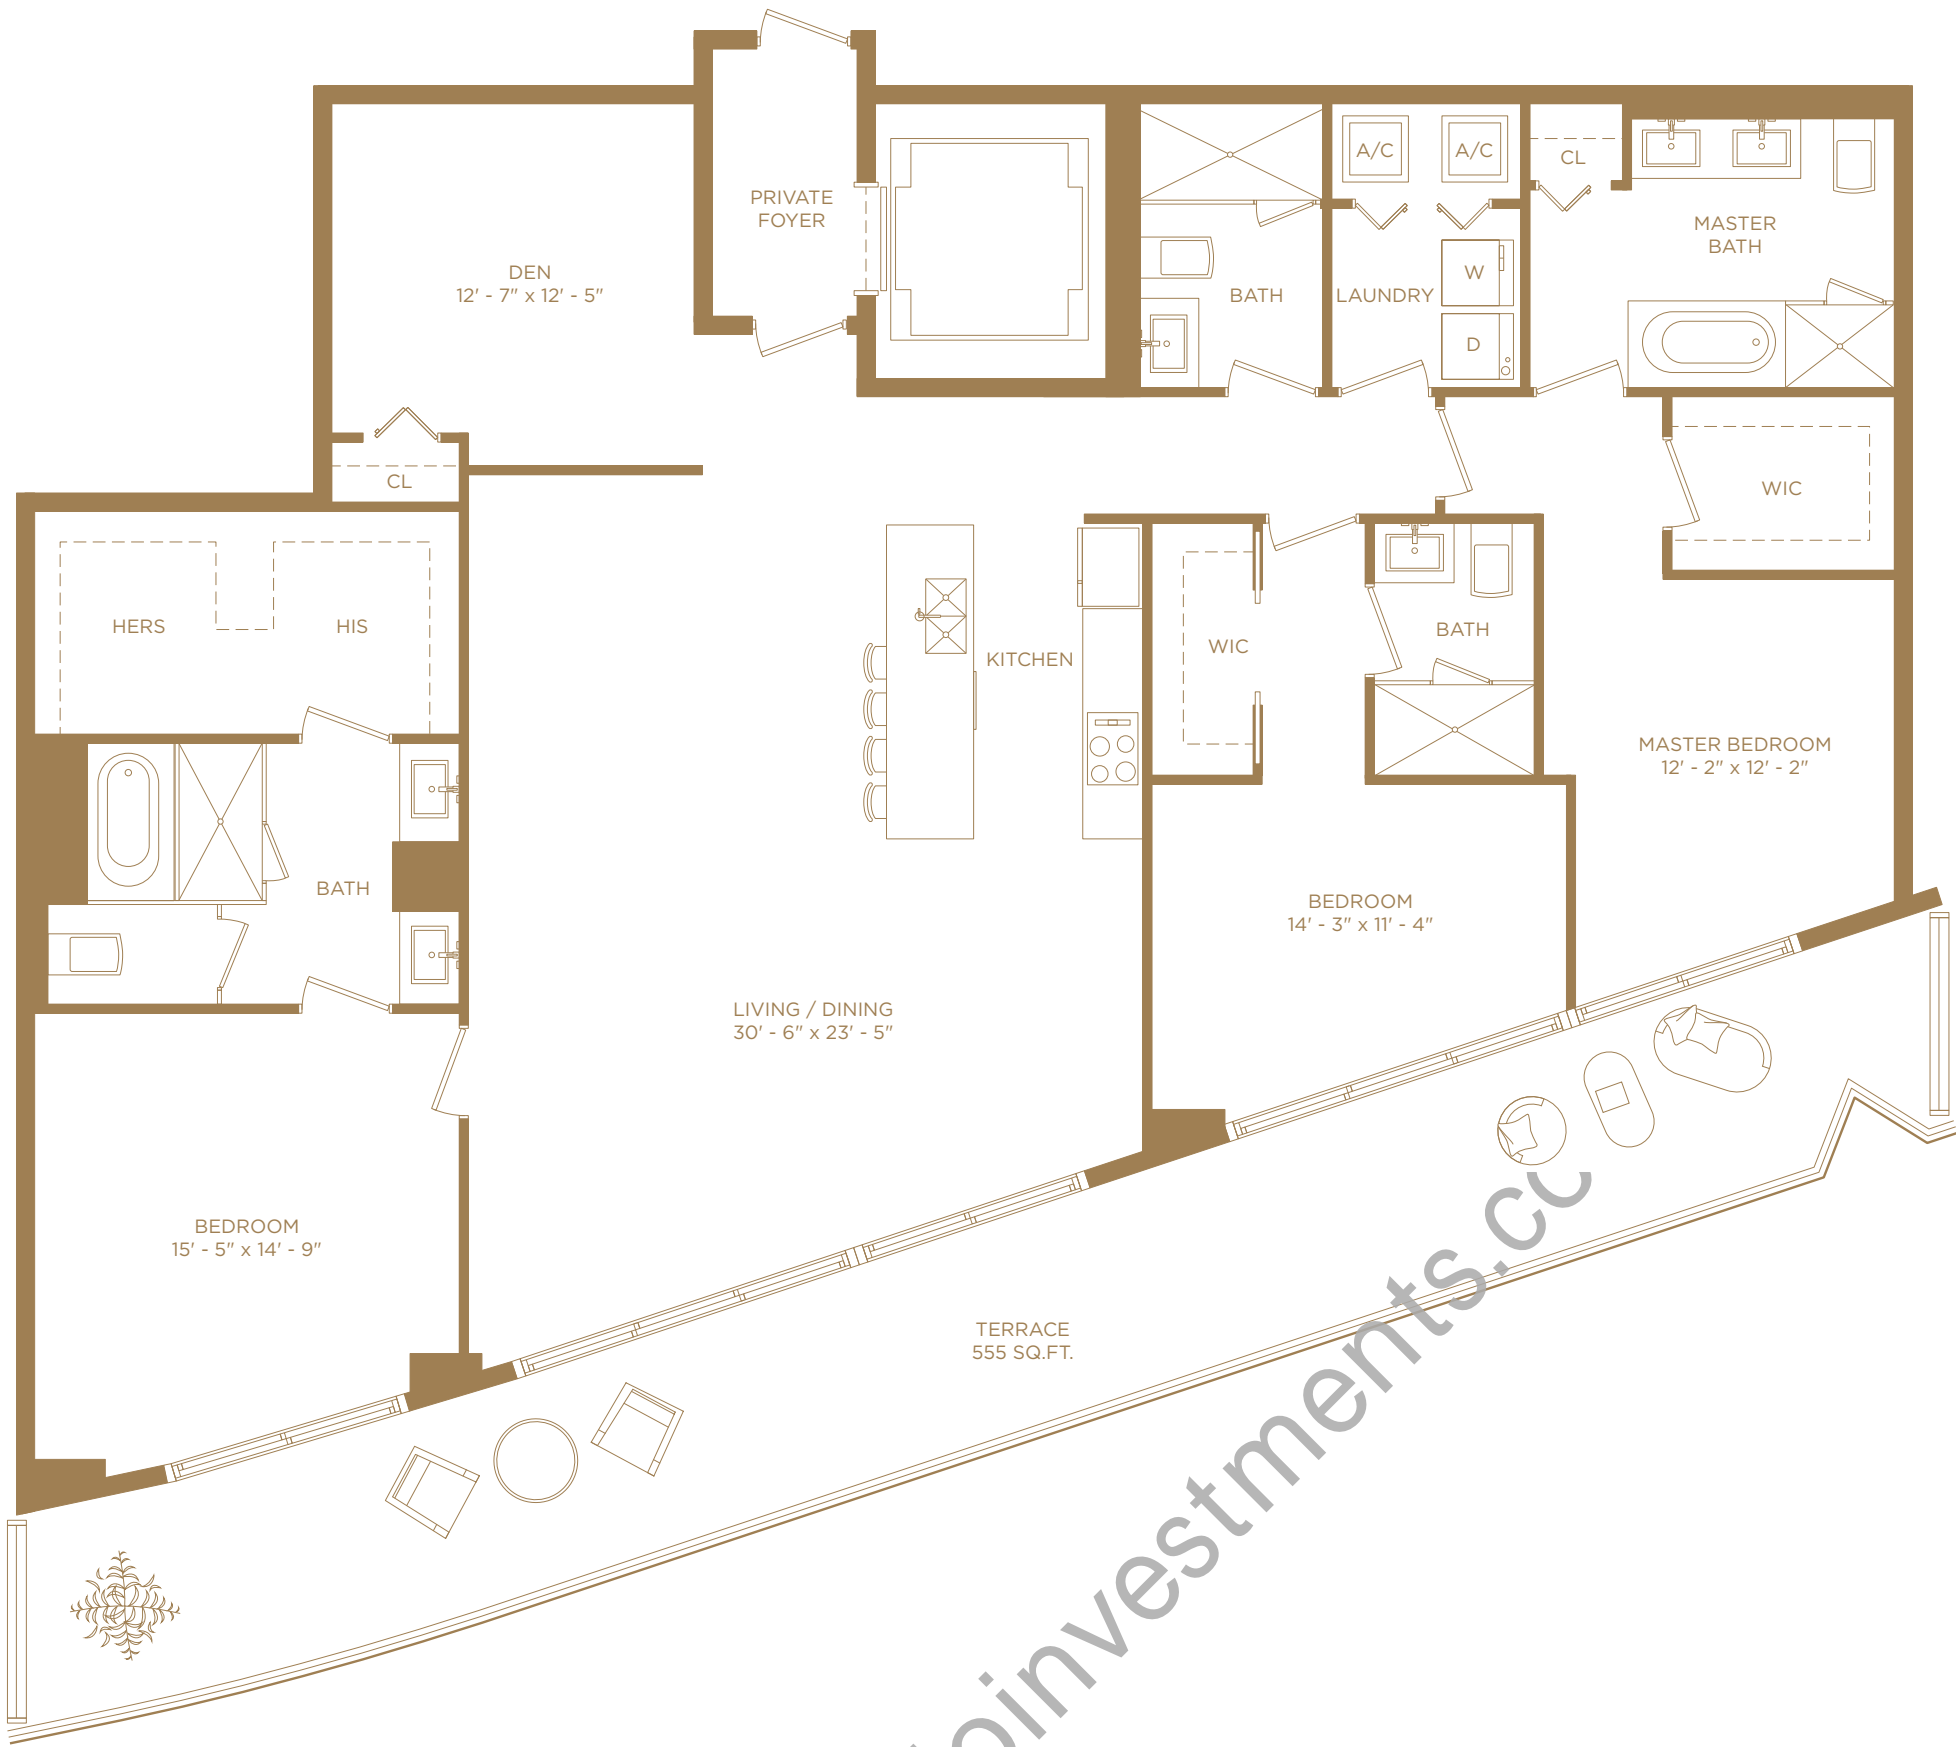 PRIVATE
FOYER
DEN
12' - 7" x 12' - 5"
CL
A/C
A/C
CL
MASTER
BATH
W
LAUNDRY
BATH
D
WIC
HERS
HIS
KITCHEN
WIC
BATH
MASTER BEDROOM
12' - 2" x 12' - 2"
BATH
BEDROOM
14' - 3" x 11' - 4"
LIVING / DINING
30' - 6" x 23' - 5"
BEDROOM
15' - 5" x 14' - 9"
TERRACE
555 SQ.FT.
investments.c